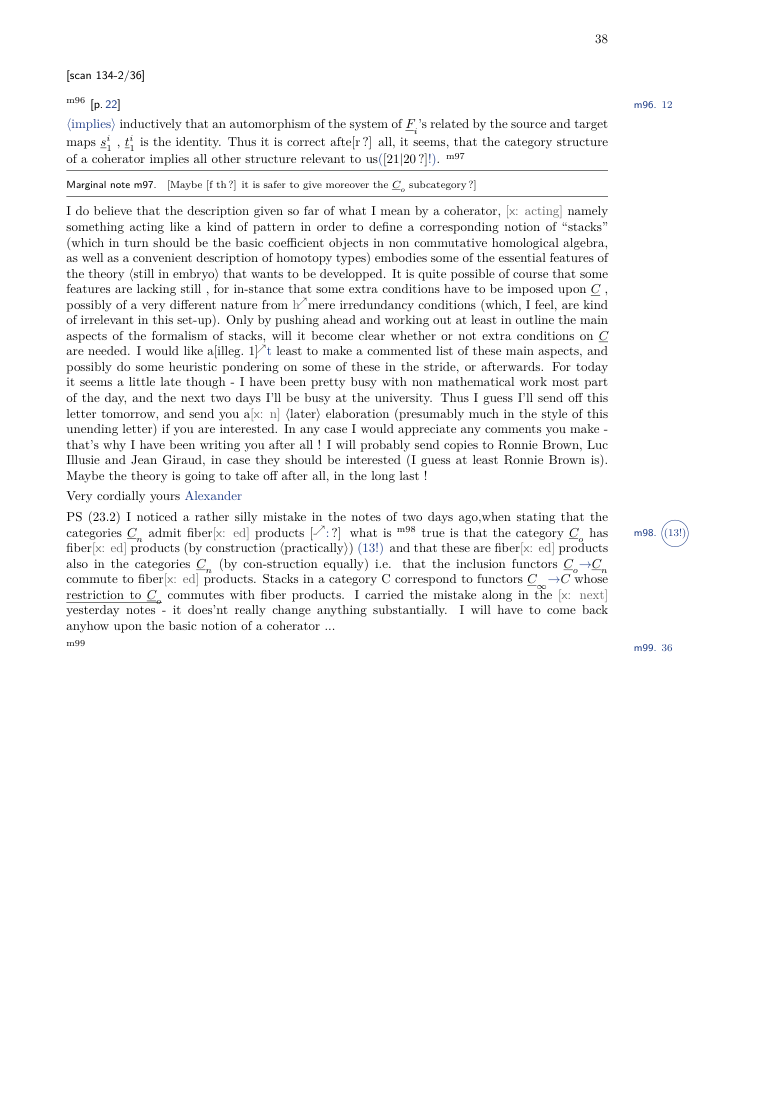 38
[scan 134-2/36]
m96 [p. 22]
m96. 12
⟨implies⟩ inductively that an automorphism of the system of F_i's related by the source and target
maps s^i_1 , t^i_1 is the identity. Thus it is correct afte[r ?] all, it seems, that the category structure
of a coherator implies all other structure relevant to us([21|20 ?]!). m97
Marginal note m97. [Maybe [f th ?] it is safer to give moreover the C_o subcategory ?]
I do believe that the description given so far of what I mean by a coherator, [x: acting] namely
something acting like a kind of pattern in order to define a corresponding notion of “stacks”
(which in turn should be the basic coefficient objects in non commutative homological algebra,
as well as a convenient description of homotopy types) embodies some of the essential features of
the theory ⟨still in embryo⟩ that wants to be developped. It is quite possible of course that some
features are lacking still , for in-stance that some extra conditions have to be imposed upon C ,
possibly of a very different nature from h↗mere irredundancy conditions (which, I feel, are kind
of irrelevant in this set-up). Only by pushing ahead and working out at least in outline the main
aspects of the formalism of stacks, will it become clear whether or not extra conditions on C
are needed. I would like a[illeg. 1]↗t least to make a commented list of these main aspects, and
possibly do some heuristic pondering on some of these in the stride, or afterwards. For today
it seems a little late though - I have been pretty busy with non mathematical work most part
of the day, and the next two days I'll be busy at the university. Thus I guess I'll send off this
letter tomorrow, and send you a[x: n] ⟨later⟩ elaboration (presumably much in the style of this
unending letter) if you are interested. In any case I would appreciate any comments you make -
that's why I have been writing you after all ! I will probably send copies to Ronnie Brown, Luc
Illusie and Jean Giraud, in case they should be interested (I guess at least Ronnie Brown is).
Maybe the theory is going to take off after all, in the long last !
Very cordially yours Alexander
PS (23.2) I noticed a rather silly mistake in the notes of two days ago,when stating that the
categories C_n admit fiber[x: ed] products [↗: ?] what is m98 true is that the category C_o has
m98. (13!)
fiber[x: ed] products (by construction ⟨practically⟩) (13!) and that these are fiber[x: ed] products
also in the categories C_n (by con-struction equally) i.e. that the inclusion functors C_o→C_n
commute to fiber[x: ed] products. Stacks in a category C correspond to functors C_∞→C whose
restriction to C_o commutes with fiber products. I carried the mistake along in the [x: next]
yesterday notes - it does'nt really change anything substantially. I will have to come back
anyhow upon the basic notion of a coherator ...
m99
m99. 36